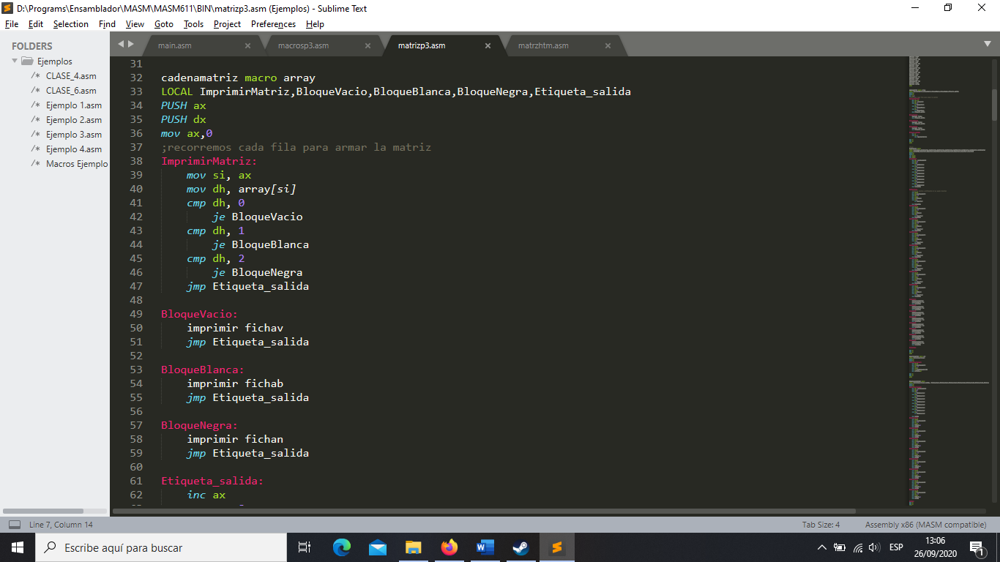 D:\Programs\Ensamblador\MASM\MASM611\BIN\matrizp3.asm (Ejemplos) - Sublime Text
File Edit Selection Find View Goto Tools Project Preferences Help
FOLDERS
Ejemplos
/* CLASE_4.asm
/* CLASE_6.asm
/* Ejemplo 1.asm
/* Ejemplo 2.asm
/* Ejemplo 3.asm
/* Ejemplo 4.asm
/* Macros Ejemplo
main.asm macrosp3.asm matrizp3.asm matrzhtm.asm
31
32 cadenamatriz macro array
33 LOCAL ImprimirMatriz,BloqueVacio,BloqueBlanca,BloqueNegra,Etiqueta_salida
34 PUSH ax
35 PUSH dx
36 mov ax,0
37 ;recorremos cada fila para armar la matriz
38 ImprimirMatriz:
39 mov si, ax
40 mov dh, array[si]
41 cmp dh, 0
42 je BloqueVacio
43 cmp dh, 1
44 je BloqueBlanca
45 cmp dh, 2
46 je BloqueNegra
47 jmp Etiqueta_salida
48
49 BloqueVacio:
50 imprimir fichav
51 jmp Etiqueta_salida
52
53 BloqueBlanca:
54 imprimir fichab
55 jmp Etiqueta_salida
56
57 BloqueNegra:
58 imprimir fichan
59 jmp Etiqueta_salida
60
61 Etiqueta_salida:
62 inc ax
Line 7, Column 14 Tab Size: 4 Assembly x86 (MASM compatible)
Escribe aquí para buscar
ESP
13:06
26/09/2020
1